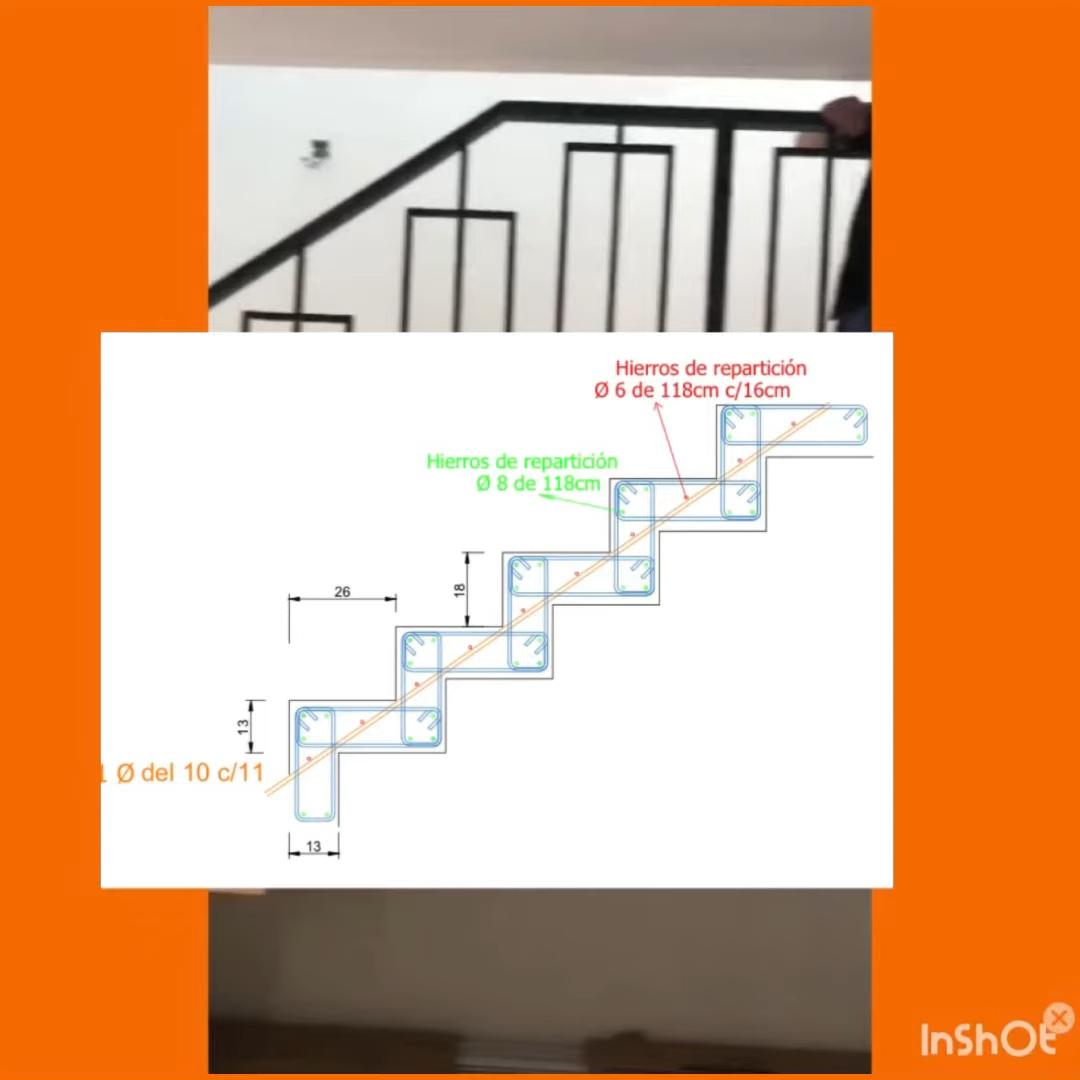 Hierros de repartición
Ø 6 de 118cm c/16cm
Hierros de repartición
Ø 8 de 118cm
26
18
13
Ø del 10 c/11
13
InShOt